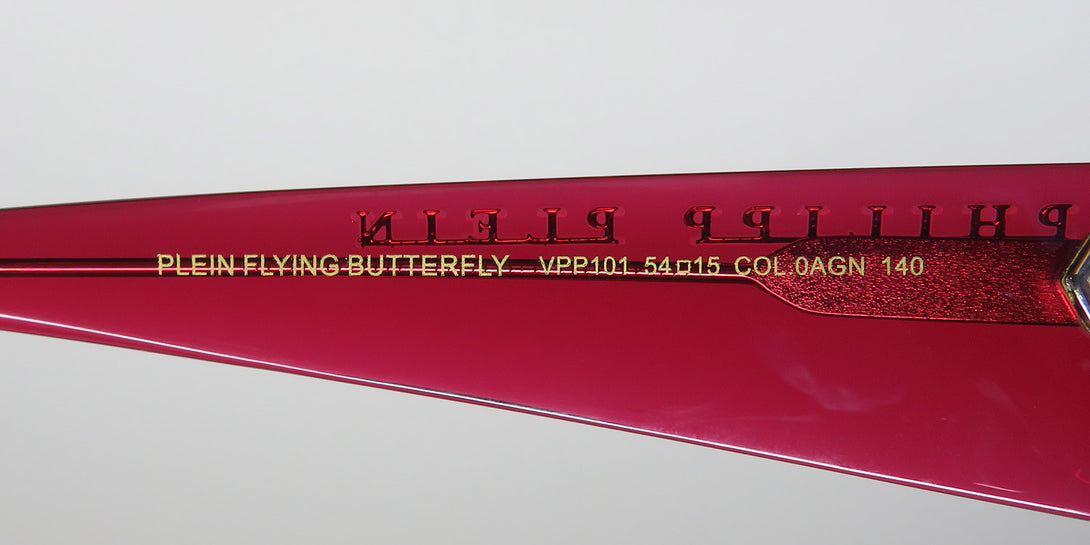 PHILIPP PLEIN
PLEIN FLYING BUTTERFLY VPP101 54□15 COL.0AGN 140